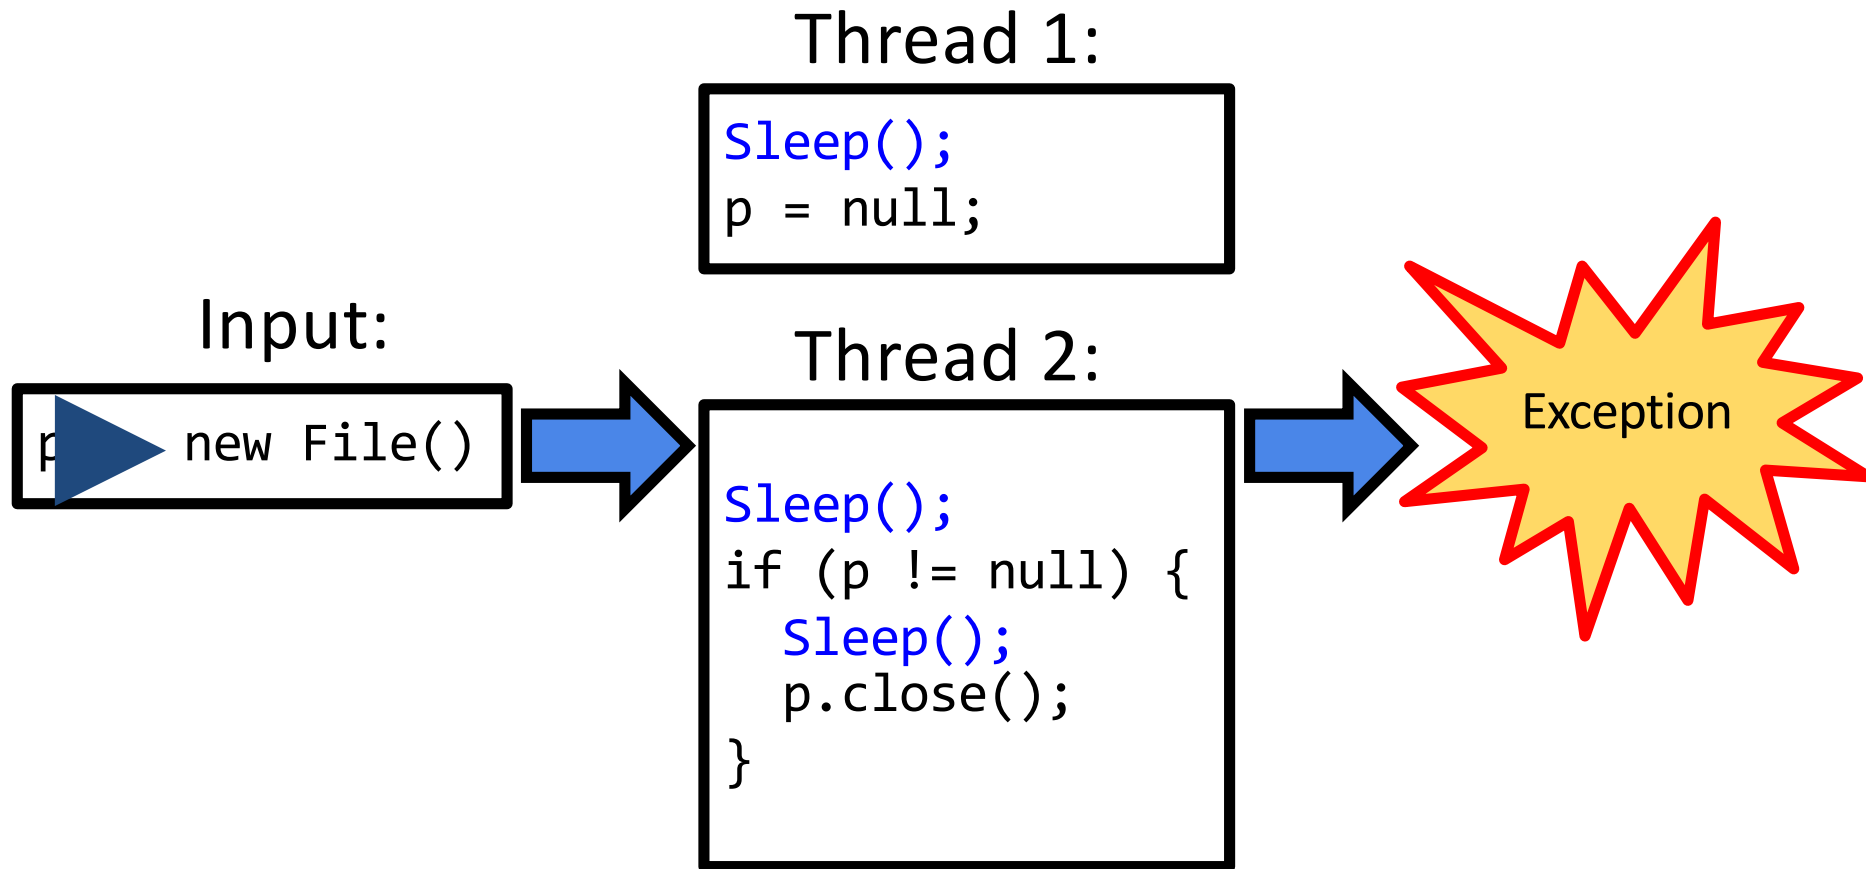 Thread 1:
Sleep();
p = null;
Input:
p new File()
Thread 2:
Sleep();
if (p != null) {
Sleep();
p.close();
}
Exception